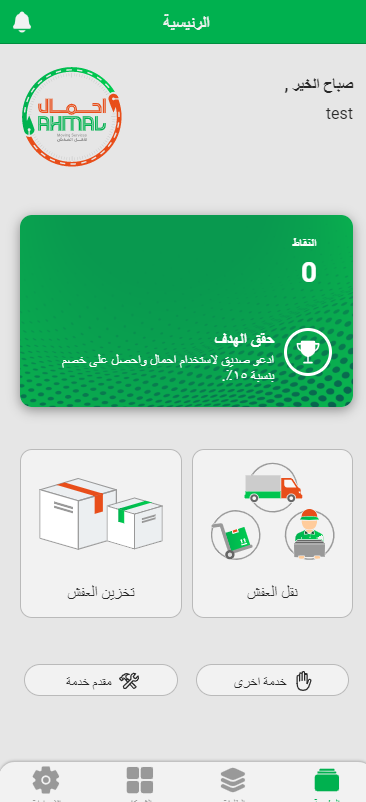 الرئيسية
صباح الخير ,
test
احمال
AHMAL
Moving Services
لنقل العفش
النقاط
0
حقق الهدف
ادعو صديق لاستخدام احمال واحصل على خصم
بنسبة ١٥٪.
نقل العفش
تخزين العفش
خدمة اخرى
مقدم خدمة